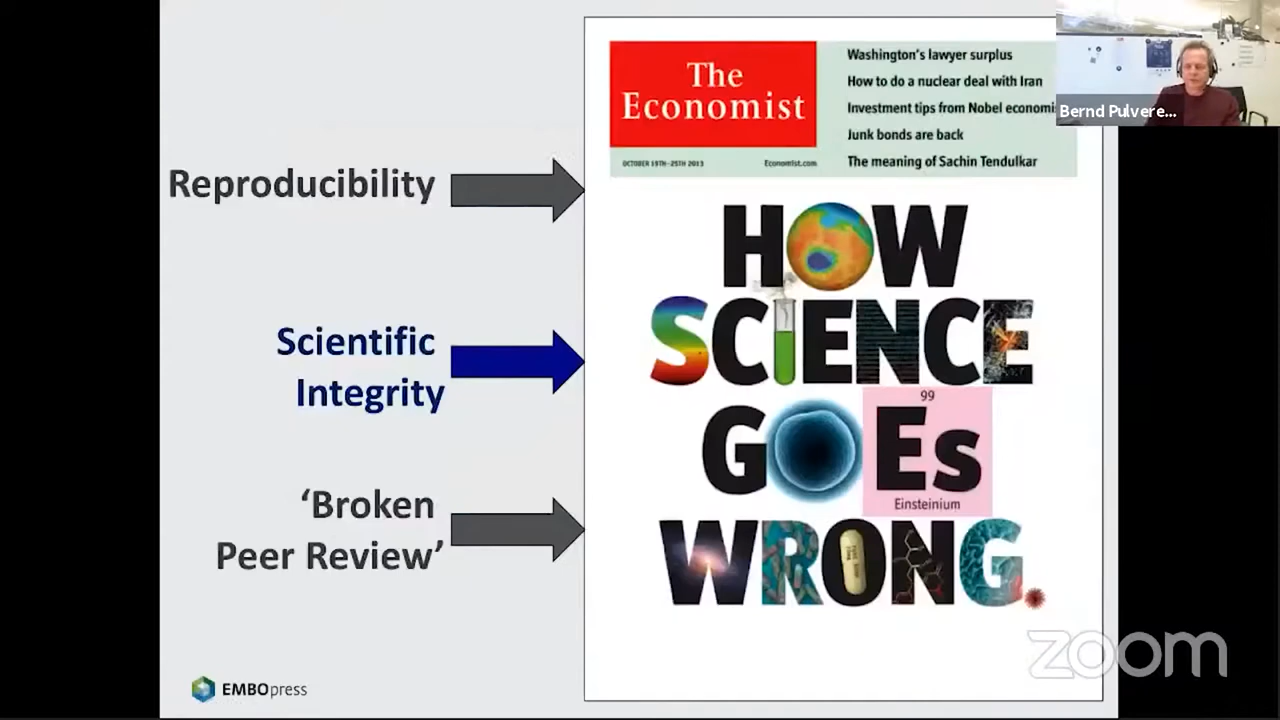 Reproducibility
Scientific
Integrity
‘Broken
Peer Review’
EMBOpress
The
Economist
OCTOBER 19TH–25TH 2013
Economist.com
Washington's lawyer surplus
How to do a nuclear deal with Iran
Investment tips from Nobel economi
Junk bonds are back
The meaning of Sachin Tendulkar
HOW
SCIENCE
GOEs
99
Einsteinium
WRONG.
Bernd Pulvere...
zoom